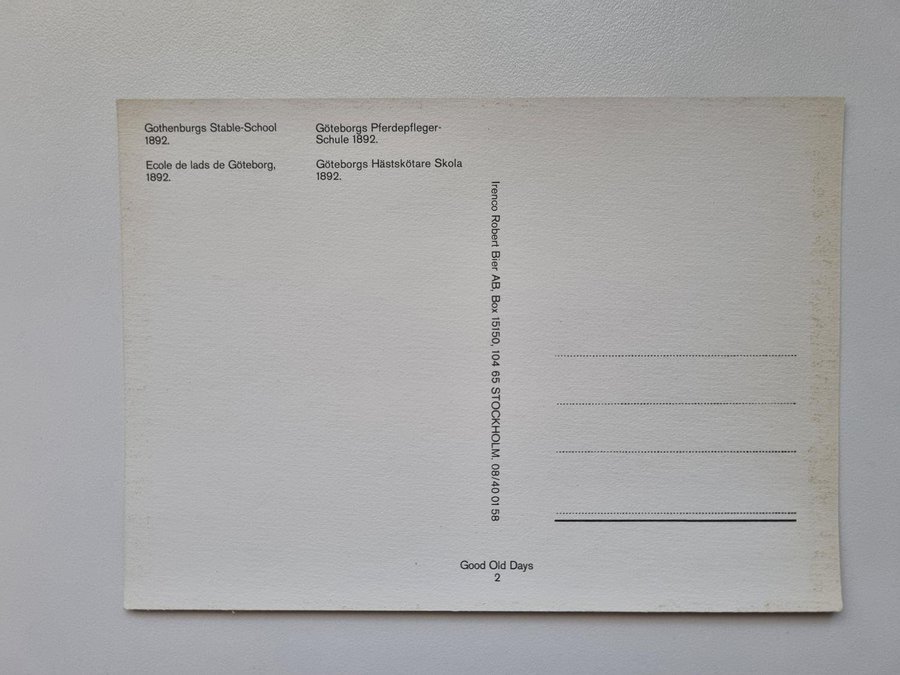 Gothenburgs Stable-School
1892.
Ecole de lads de Göteborg,
1892.
Göteborgs Pferdepfleger-
Schule 1892.
Göteborgs Hästskötare Skola
1892.
Irenco Robert Bier AB, Box 15150, 104 65 STOCKHOLM. 08/40 01 58
Good Old Days
2